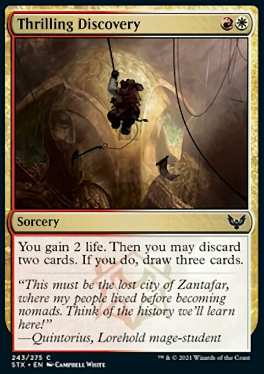 Thrilling Discovery
Sorcery
You gain 2 life. Then you may discard
two cards. If you do, draw three cards.
“This must be the lost city of Zantafar,
where my people lived before becoming
nomads. Think of the history we’ll learn
here!”
—Quintorius, Lorehold mage-student
243/275 C
STX • EN CAMPBELL WHITE
™ & © 2021 Wizards of the Coast